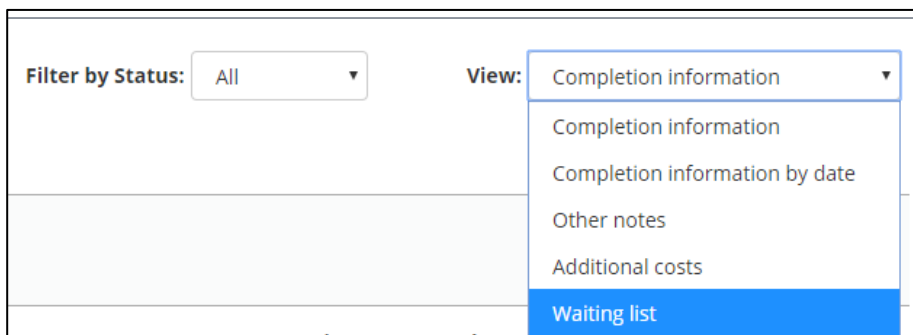 Filter by Status: All View: Completion information
Completion information
Completion information by date
Other notes
Additional costs
Waiting list